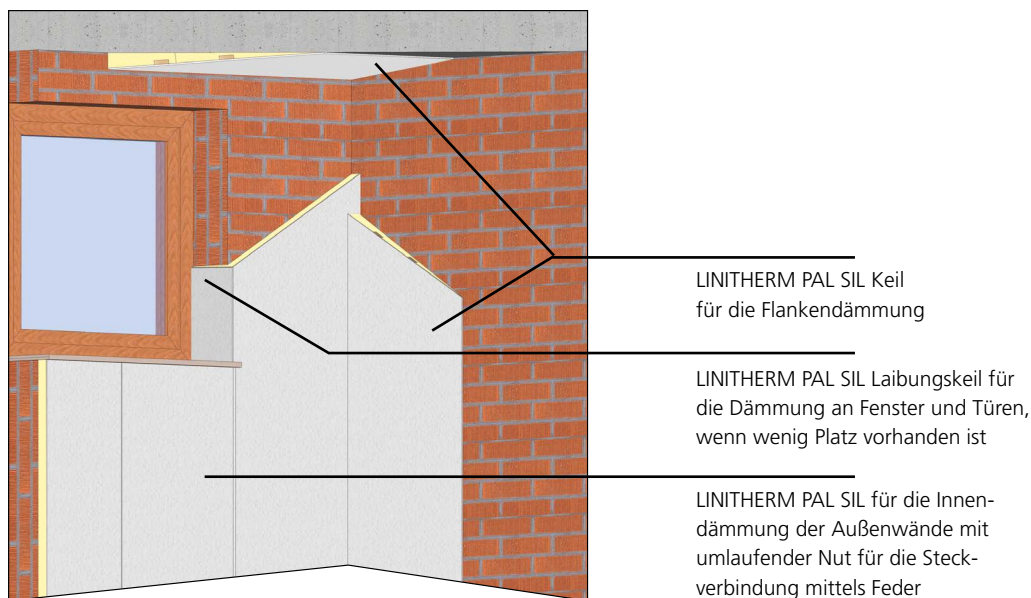 LINITHERM PAL SIL Keil
für die Flankendämmung
LINITHERM PAL SIL Laibungskeil für
die Dämmung an Fenster und Türen,
wenn wenig Platz vorhanden ist
LINITHERM PAL SIL für die Innen-
dämmung der Außenwände mit
umlaufender Nut für die Steck-
verbindung mittels Feder